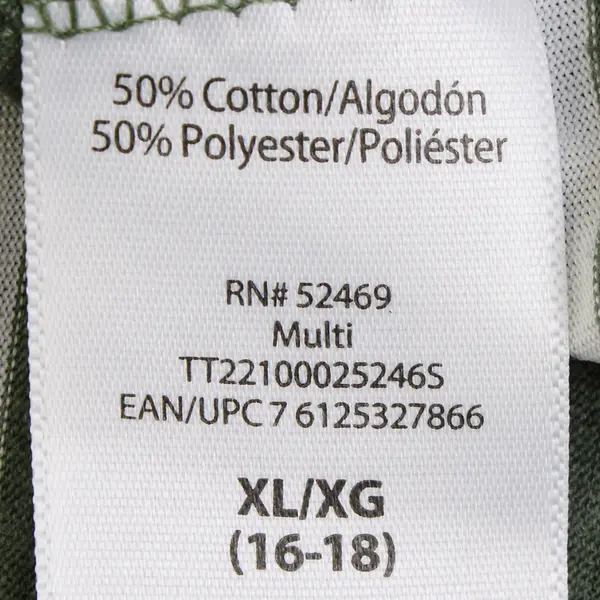 50% Cotton/Algodón
50% Polyester/Poliéster
RN# 52469
Multi
TT22100025246S
EAN/UPC 7 6125327866
XL/XG
(16-18)